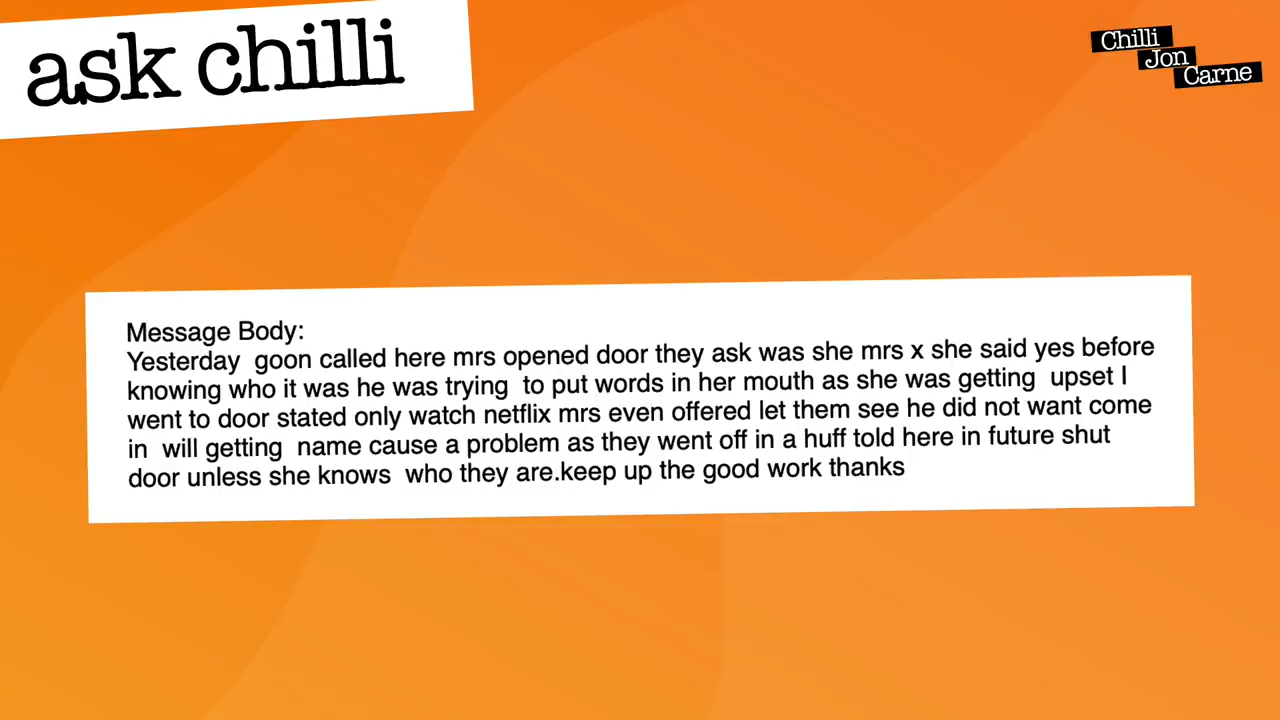 ask chilli
Chilli
Jon
Carne
Message Body:
Yesterday  goon called here mrs opened door they ask was she mrs x she said yes before
knowing who it was he was trying  to put words in her mouth as she was getting  upset I
went to door stated only watch netflix mrs even offered let them see he did not want come
in  will getting  name cause a problem as they went off in a huff told here in future shut
door unless she knows  who they are.keep up the good work thanks